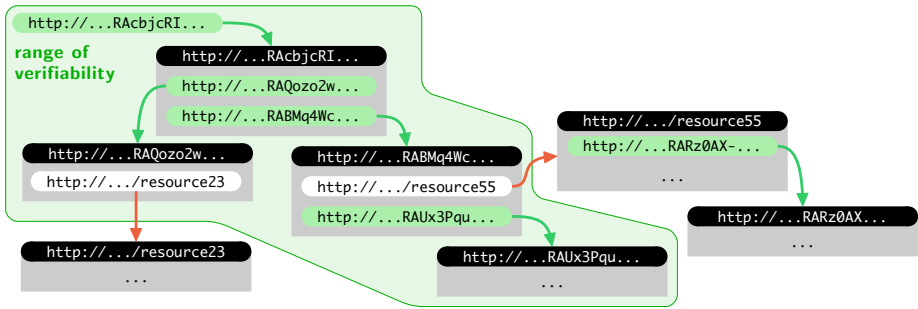 http://...RAcbjcRI...
range of
verifiability
http://...RAcbjcRI...
http://...RAQozo2w...
http://...RABMq4Wc...
http://...RAQozo2w...
http://.../resource23
http://.../resource23
...
http://...RABMq4Wc...
http://.../resource55
http://...RAUx3Pqu...
http://...RAUx3Pqu...
...
http://.../resource55
http://...RARz0AX-...
...
http://...RARz0AX...
...